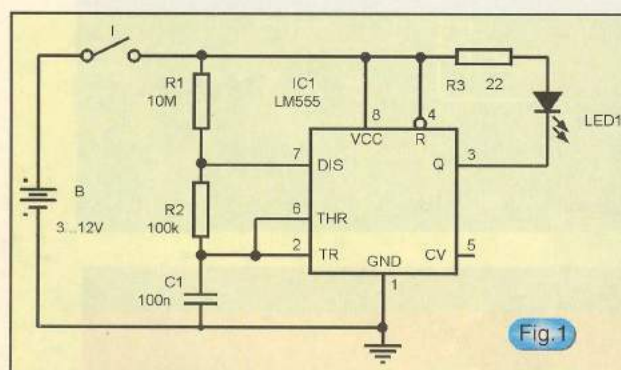 I
R1
10M
IC1
LM555
R3 22
LED1
8
4
VCC
R
7
DIS
Q
3
B
3...12V
R2
100k
6
THR
2
TR
CV
5
GND
1
C1
100n
Fig.1